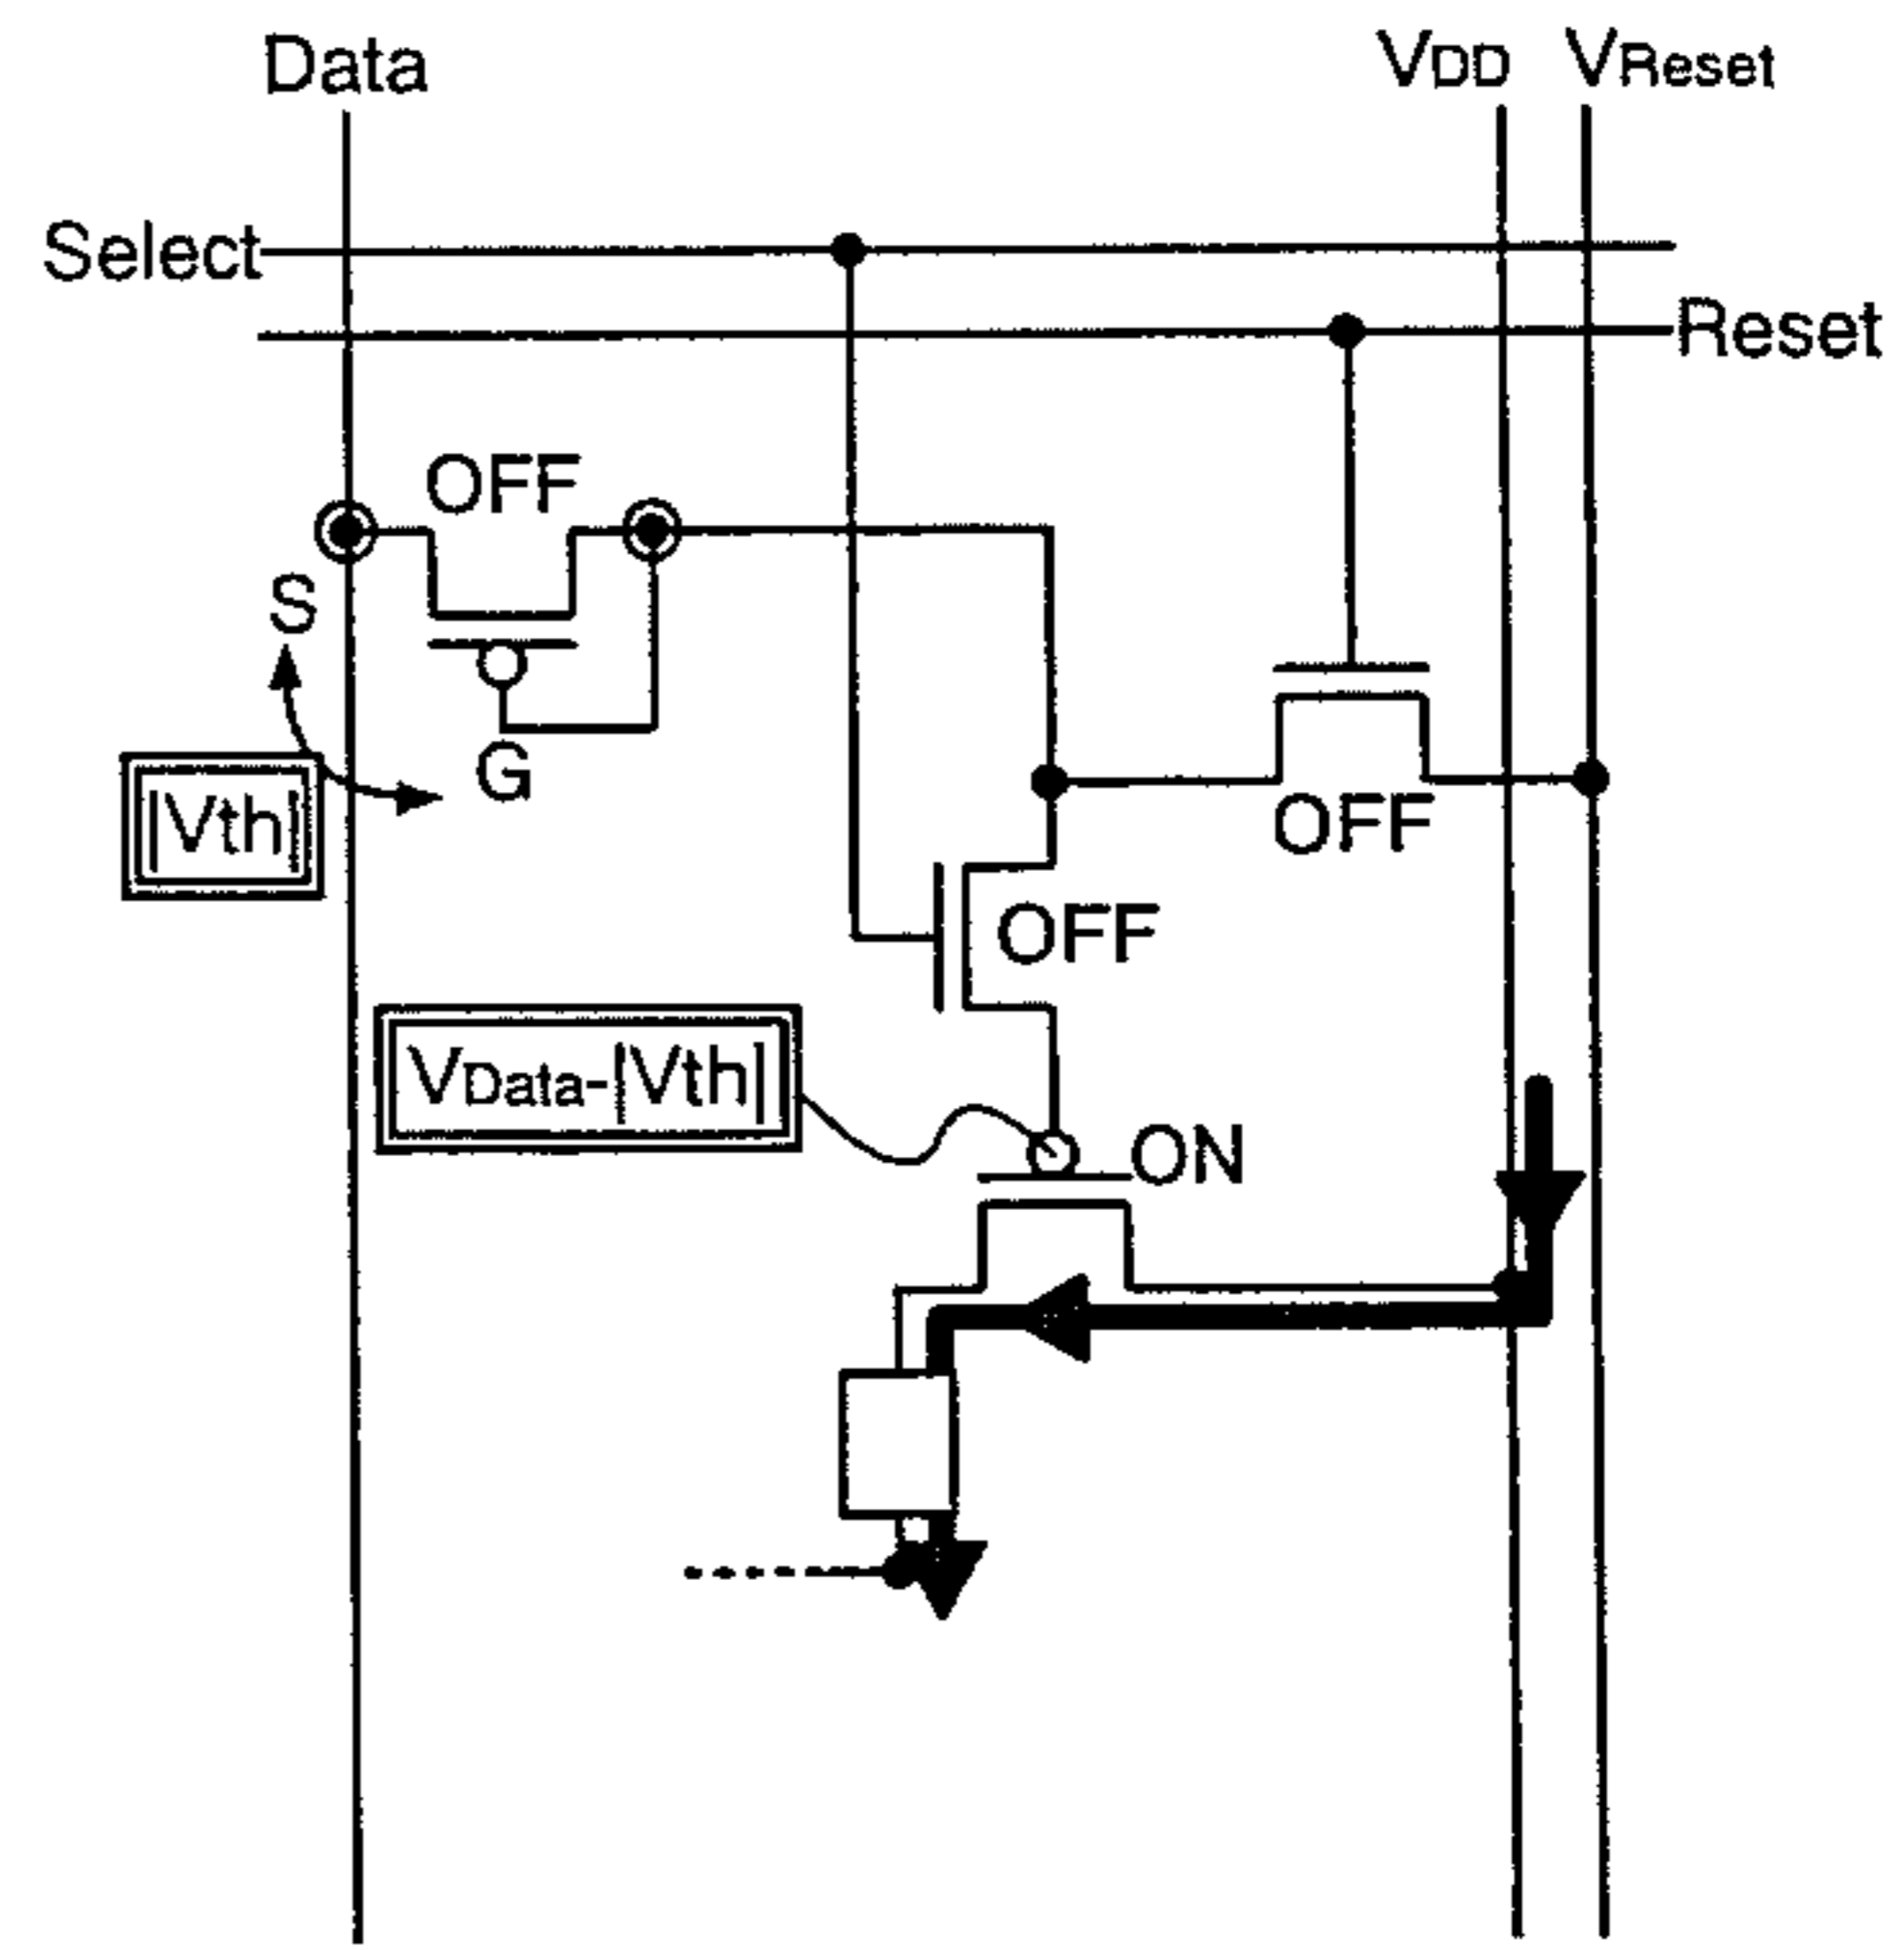 Data
VDD VReset
Select
Reset
OFF
S
G
|Vth|
OFF
OFF
VData-|Vth|
ON